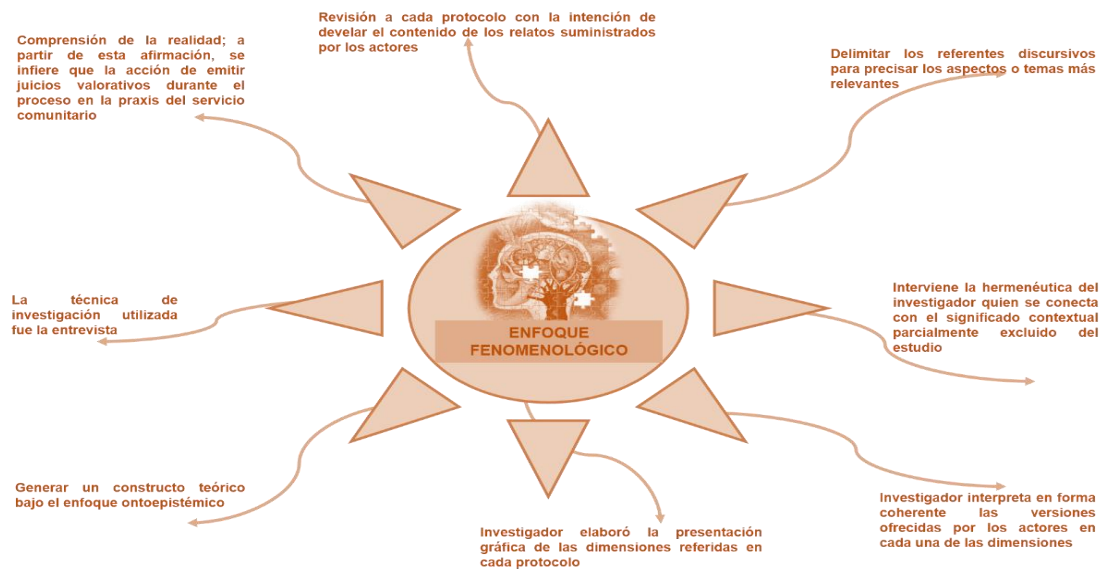 Revisión a cada protocolo con la intención de
develar el contenido de los relatos suministrados
por los actores
Comprensión de la realidad; a
partir de esta afirmación, se
infiere que la acción de emitir
juicios valorativos durante el
proceso en la praxis del servicio
comunitario
Delimitar los referentes discursivos
para precisar los aspectos o temas más
relevantes
La técnica de
investigación utilizada
fue la entrevista
ENFOQUE
FENOMENOLÓGICO
Interviene la hermenéutica del
investigador quien se conecta
con el significado contextual
parcialmente excluido del
estudio
Generar un constructo teórico
bajo el enfoque ontoepistémico
Investigador elaboró la presentación
gráfica de las dimensiones referidas en
cada protocolo
Investigador interpreta en forma
coherente las versiones
ofrecidas por los actores en
cada una de las dimensiones